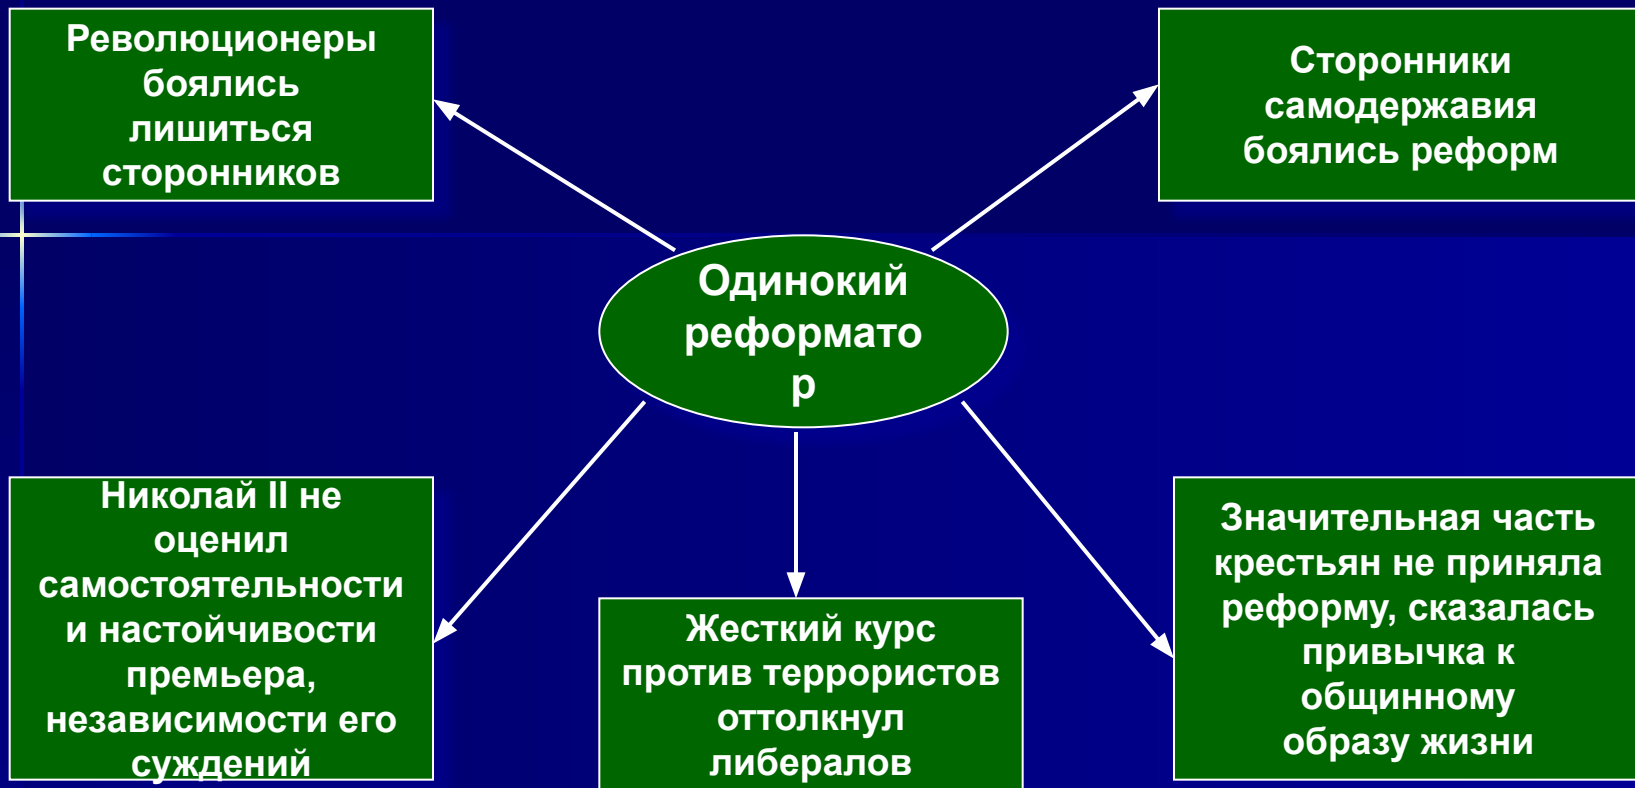 Революционеры
боялись
лишиться
сторонников
Сторонники
самодержавия
боялись реформ
Одинокий
реформато
р
Николай II не
оценил
самостоятельности
и настойчивости
премьера,
независимости его
суждений
Жесткий курс
против террористов
оттолкнул
либералов
Значительная часть
крестьян не приняла
реформу, сказалась
привычка к
общинному
образу жизни